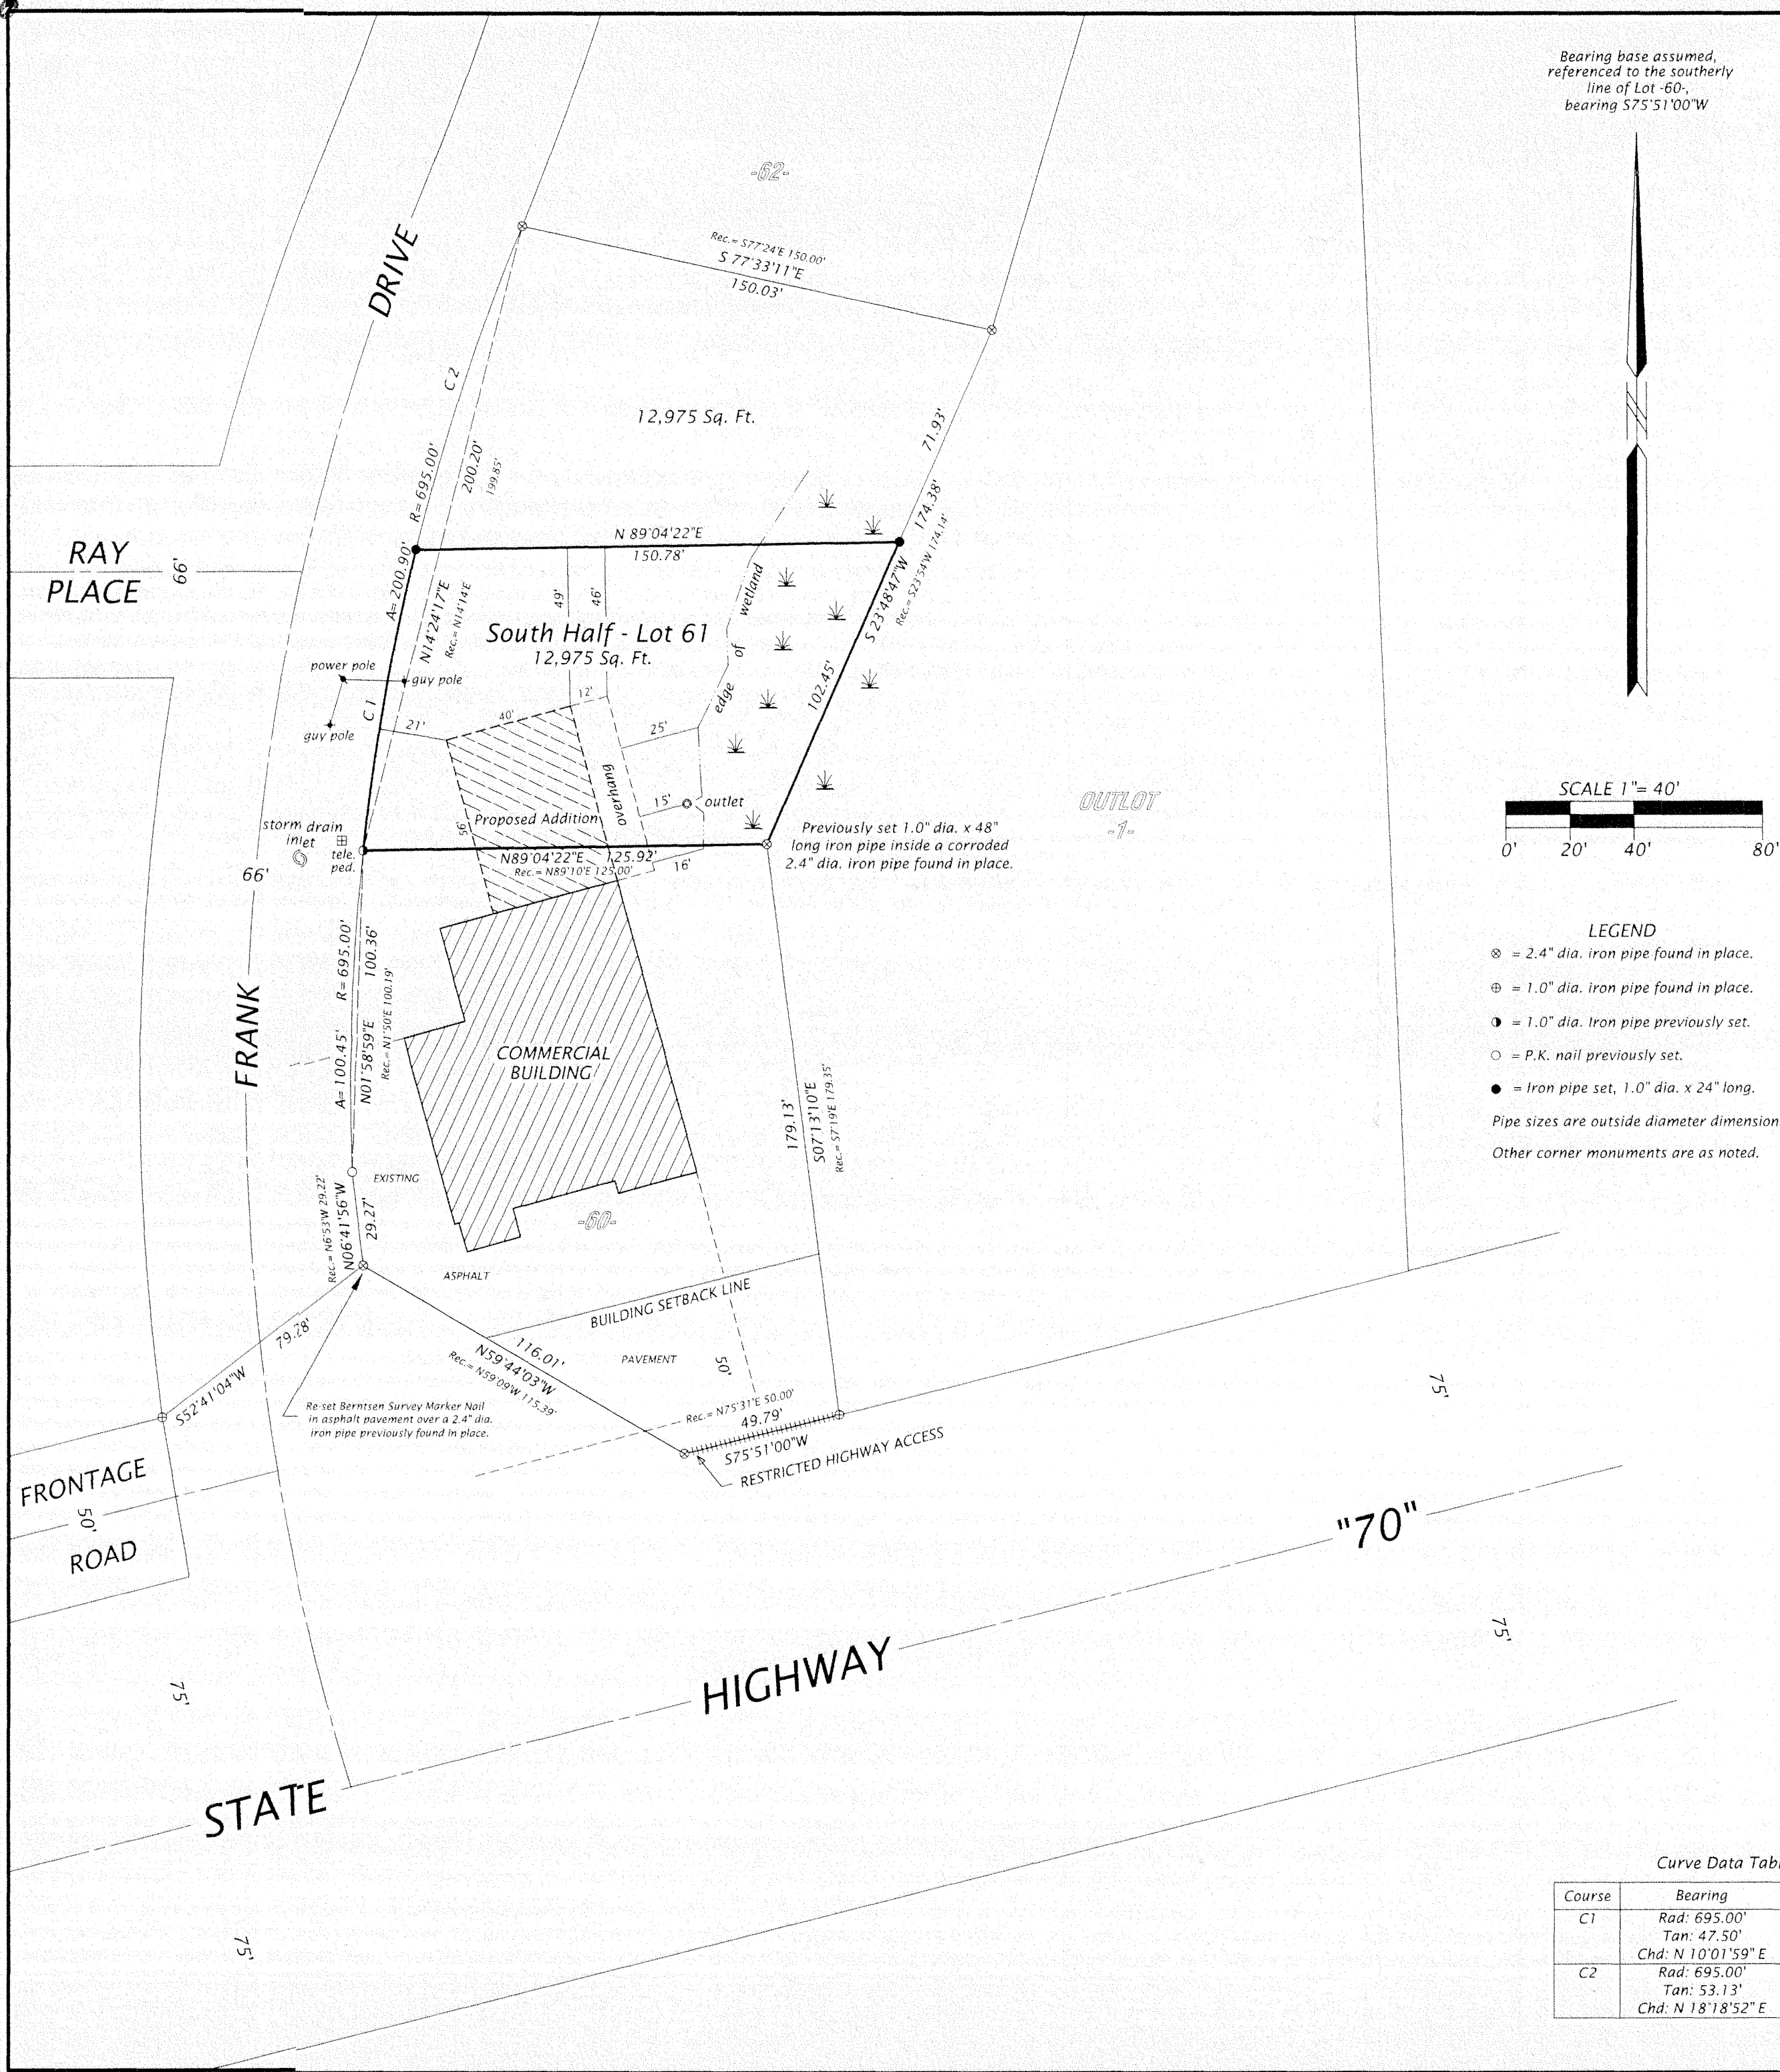 Bearing base assumed,
referenced to the southerly
line of Lot -60-,
bearing S75°51'00"W
-62-
DRIVE
Rec.= S77°24'E 150.00'
S 77°33'11"E
150.03'
C 2
12,975 Sq. Ft.
71.93'
R= 695.00'
200.20'
199.85'
174.38'
S 23°48'47"W
Rec.= S23°54'W 174.14'
N 89°04'22"E
150.78'
RAY
PLACE
66'
A= 200.90'
N14°24'17"E
Rec.= N14°14'E
49'
46'
edge of wetland
South Half - Lot 61
12,975 Sq. Ft.
102.45'
power pole
guy pole
guy pole
C 1
12'
40'
21'
25'
overhang
15'
outlet
Proposed Addition
56'
storm drain
inlet
tele.
ped.
N89°04'22"E 125.92'
Rec.= N89°10'E 125.00'
16'
Previously set 1.0" dia. x 48"
long iron pipe inside a corroded
2.4" dia. iron pipe found in place.
OUTLOT
-1-
SCALE 1"= 40'
0' 20' 40' 80'
66'
FRANK
A= 100.45' R= 695.00'
N01°58'59"E 100.36'
Rec.= N1°50'E 100.19'
COMMERCIAL
BUILDING
179.13'
S07°13'10"E
Rec.= S7°19'E 179.35'
LEGEND
⊗ = 2.4" dia. iron pipe found in place.
⊕ = 1.0" dia. iron pipe found in place.
◑ = 1.0" dia. Iron pipe previously set.
○ = P.K. nail previously set.
● = Iron pipe set, 1.0" dia. x 24" long.
Pipe sizes are outside diameter dimension
Other corner monuments are as noted.
EXISTING
Rec.= N6°53'W 29.22'
N06°41'56"W
29.27'
-60-
ASPHALT
BUILDING SETBACK LINE
79.28'
S52°41'04"W
116.01'
N59°44'03"W
Rec.= N59°09'W 115.39'
PAVEMENT
50'
Re-set Berntsen Survey Marker Nail
in asphalt pavement over a 2.4" dia.
iron pipe previously found in place.
Rec.= N75°31'E 50.00'
49.79'
S75°51'00"W
RESTRICTED HIGHWAY ACCESS
75'
FRONTAGE
50'
ROAD
"70"
75'
75'
HIGHWAY
STATE
75'
Curve Data Tab
Course Bearing
C1 Rad: 695.00'
Tan: 47.50'
Chd: N 10°01'59" E
C2 Rad: 695.00'
Tan: 53.13'
Chd: N 18°18'52" E